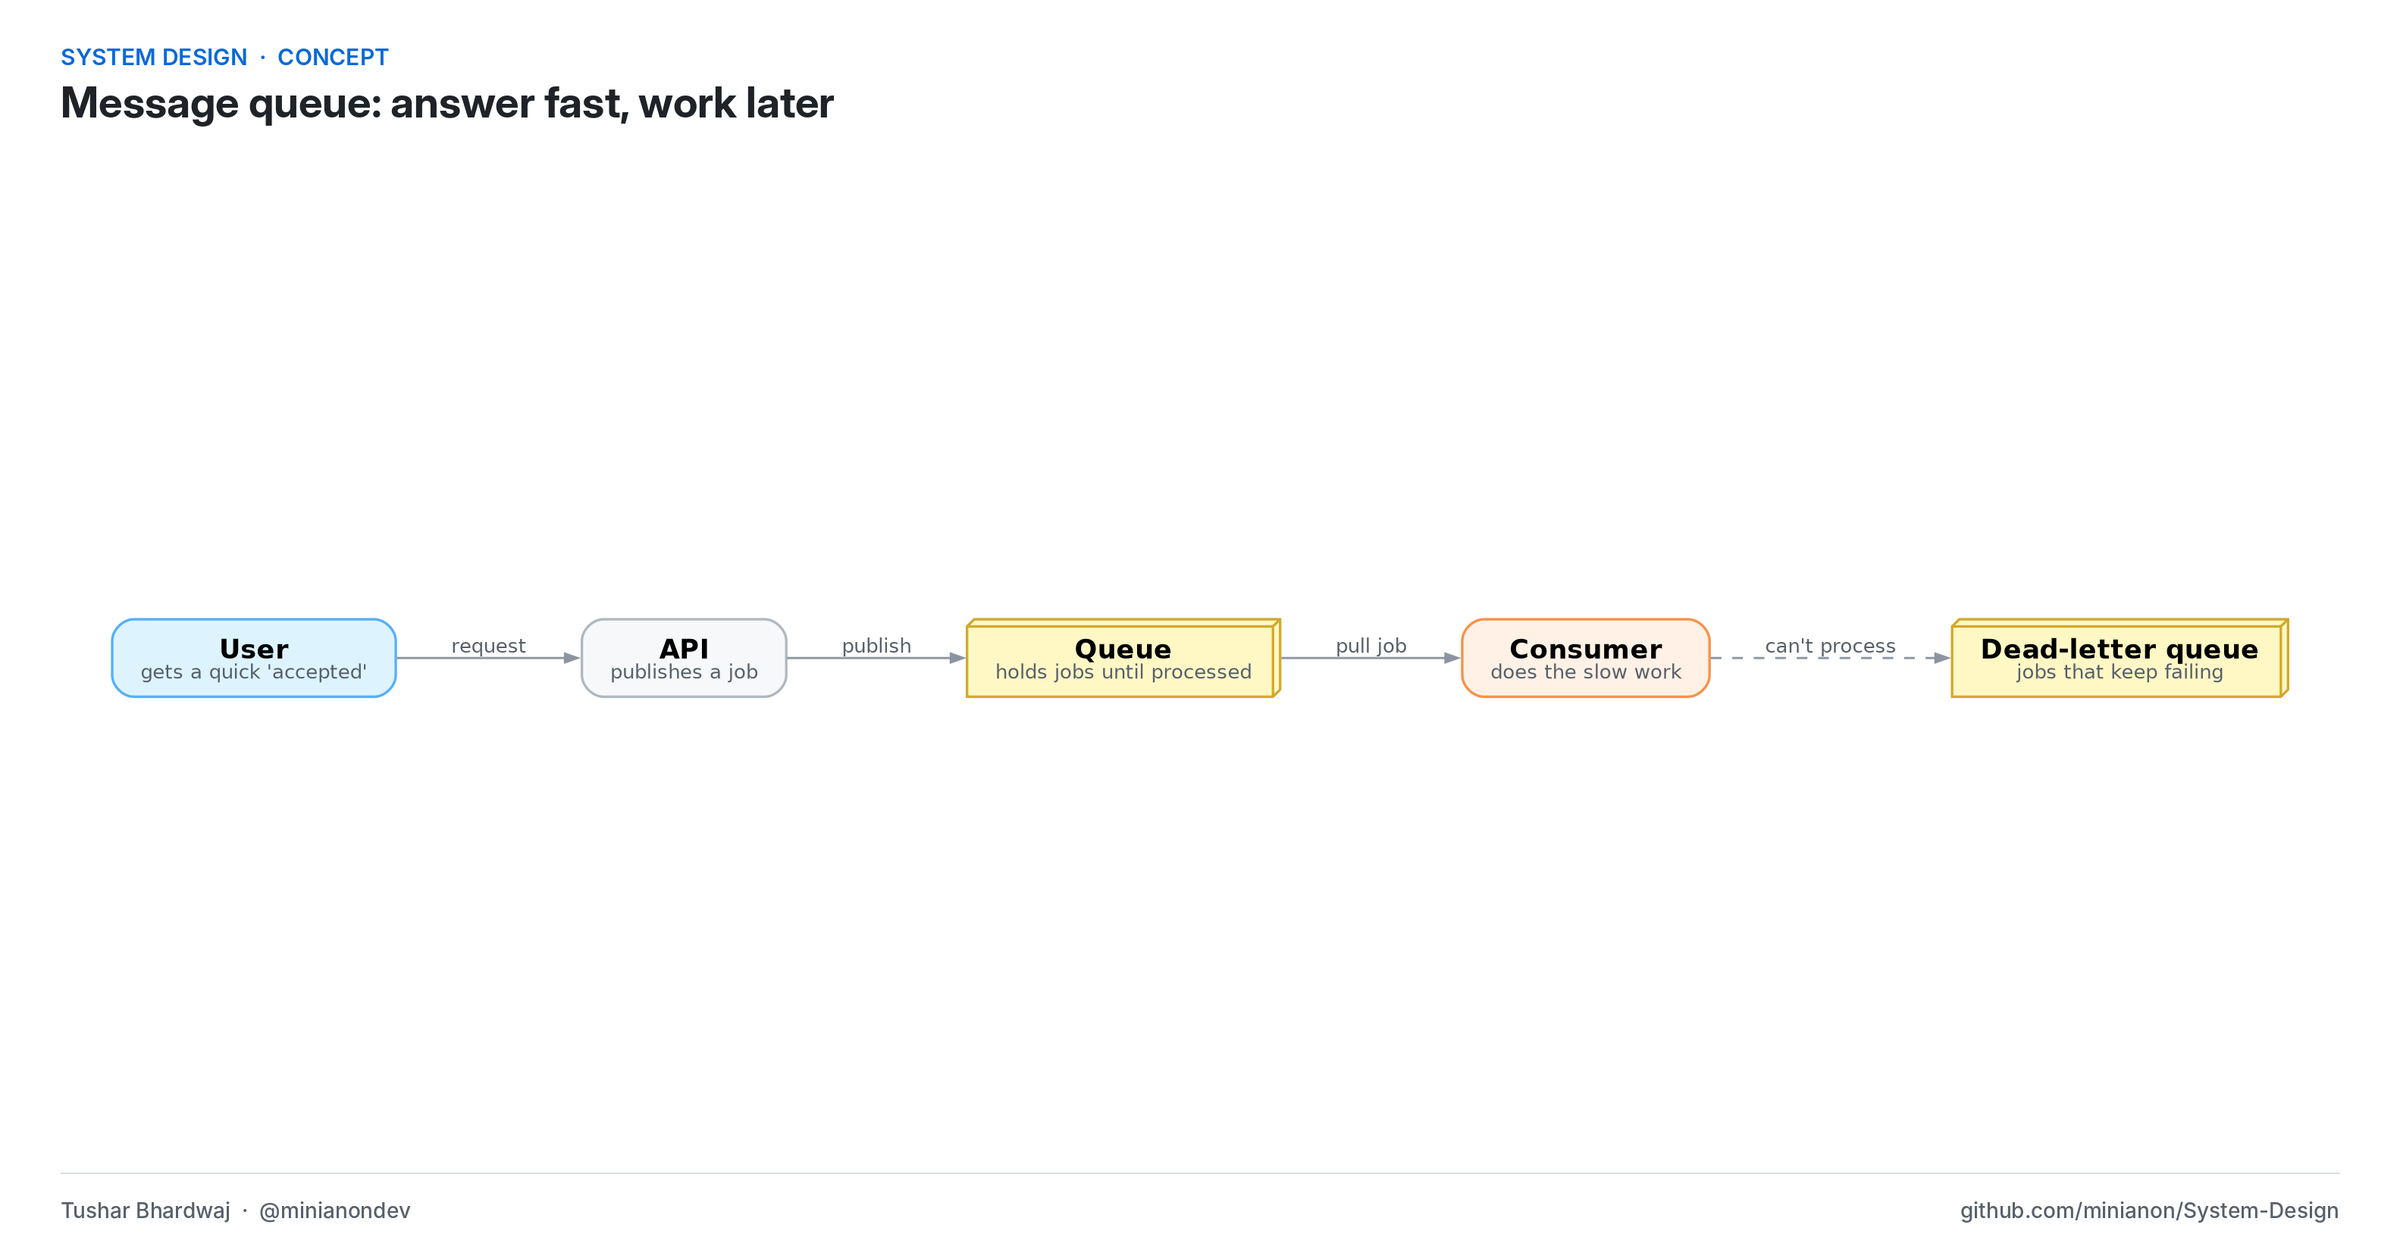 SYSTEM DESIGN · CONCEPT
Message queue: answer fast, work later
User
gets a quick 'accepted'
request
API
publishes a job
publish
Queue
holds jobs until processed
pull job
Consumer
does the slow work
can't process
Dead-letter queue
jobs that keep failing
Tushar Bhardwaj · @minianondev
github.com/minianon/System-Design